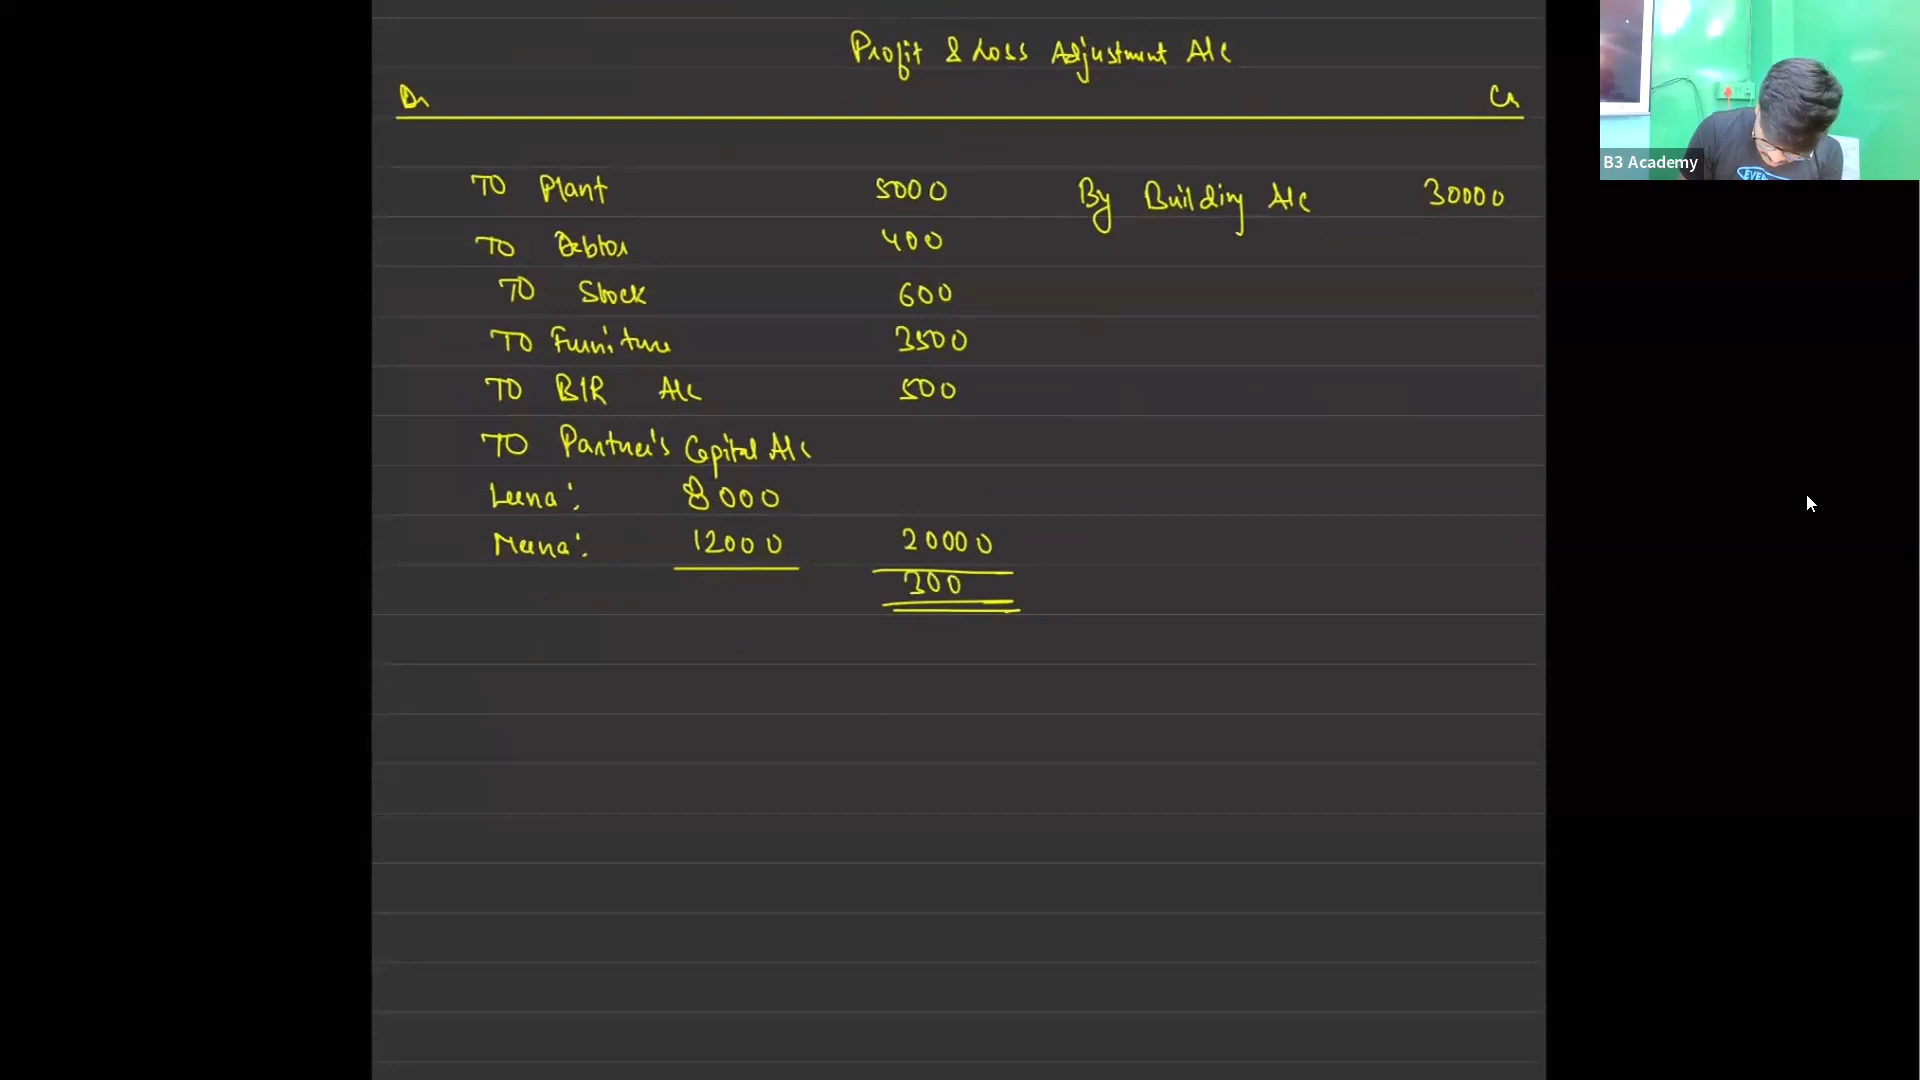 Profit & Loss Adjustment A/c
Dr Cr
TO Plant 5000 By Building A/c 30000
TO Debtor 400
TO Stock 600
TO Furniture 3500
TO B/R A/c 500
TO Partner's Capital A/c
Leena: 8000
Meena: 12000 20000
300
B3 Academy
EVE